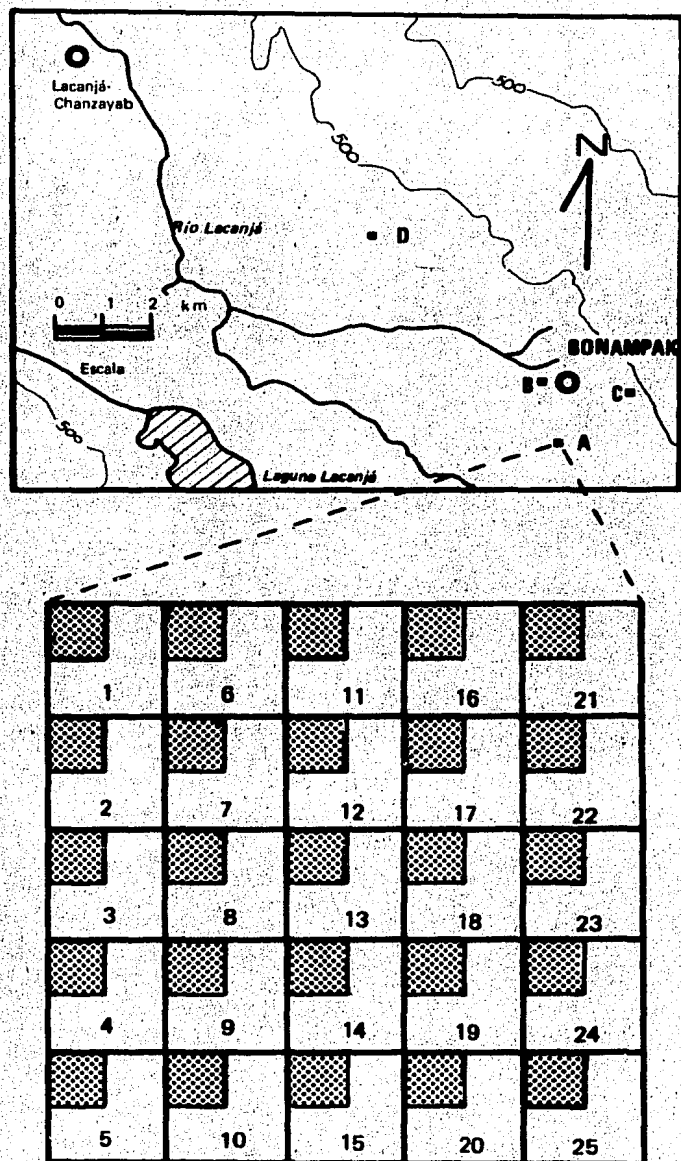 Lacanjá-
Chanzayab
500
500
N
Río Lacanjá
D
0 1 2
km
Escala
BONAMPAK
B
C
500
A
Laguna Lacanjá
1 6 11 16 21
2 7 12 17 22
3 8 13 18 23
4 9 14 19 24
5 10 15 20 25